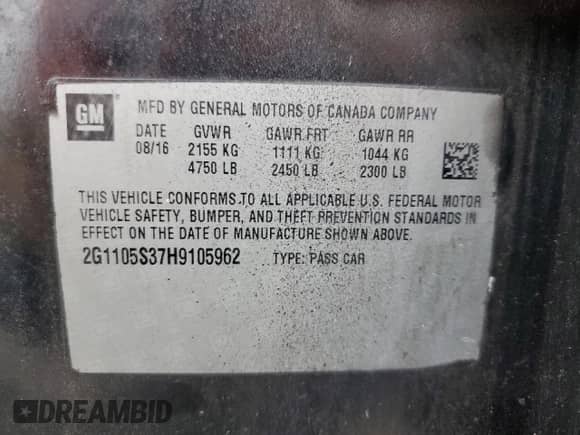 GM
MFD BY GENERAL MOTORS OF CANADA COMPANY
DATE GVWR GAWR FRT GAWR RR
08/16 2155 KG 1111 KG 1044 KG
4750 LB 2450 LB 2300 LB
THIS VEHICLE CONFORMS TO ALL APPLICABLE U.S. FEDERAL MOTOR
VEHICLE SAFETY, BUMPER, AND THEFT PREVENTION STANDARDS IN
EFFECT ON THE DATE OF MANUFACTURE SHOWN ABOVE.
2G1105S37H9105962 TYPE: PASS CAR
DREAMBID